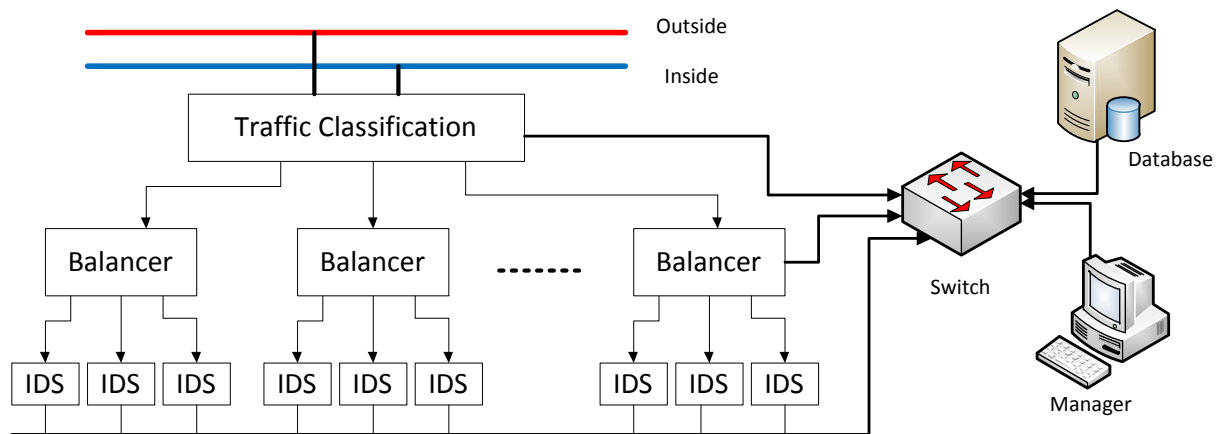 Outside
Inside
Traffic Classification
Database
Balancer Balancer Balancer
Switch
IDS IDS IDS IDS IDS IDS IDS IDS IDS
Manager